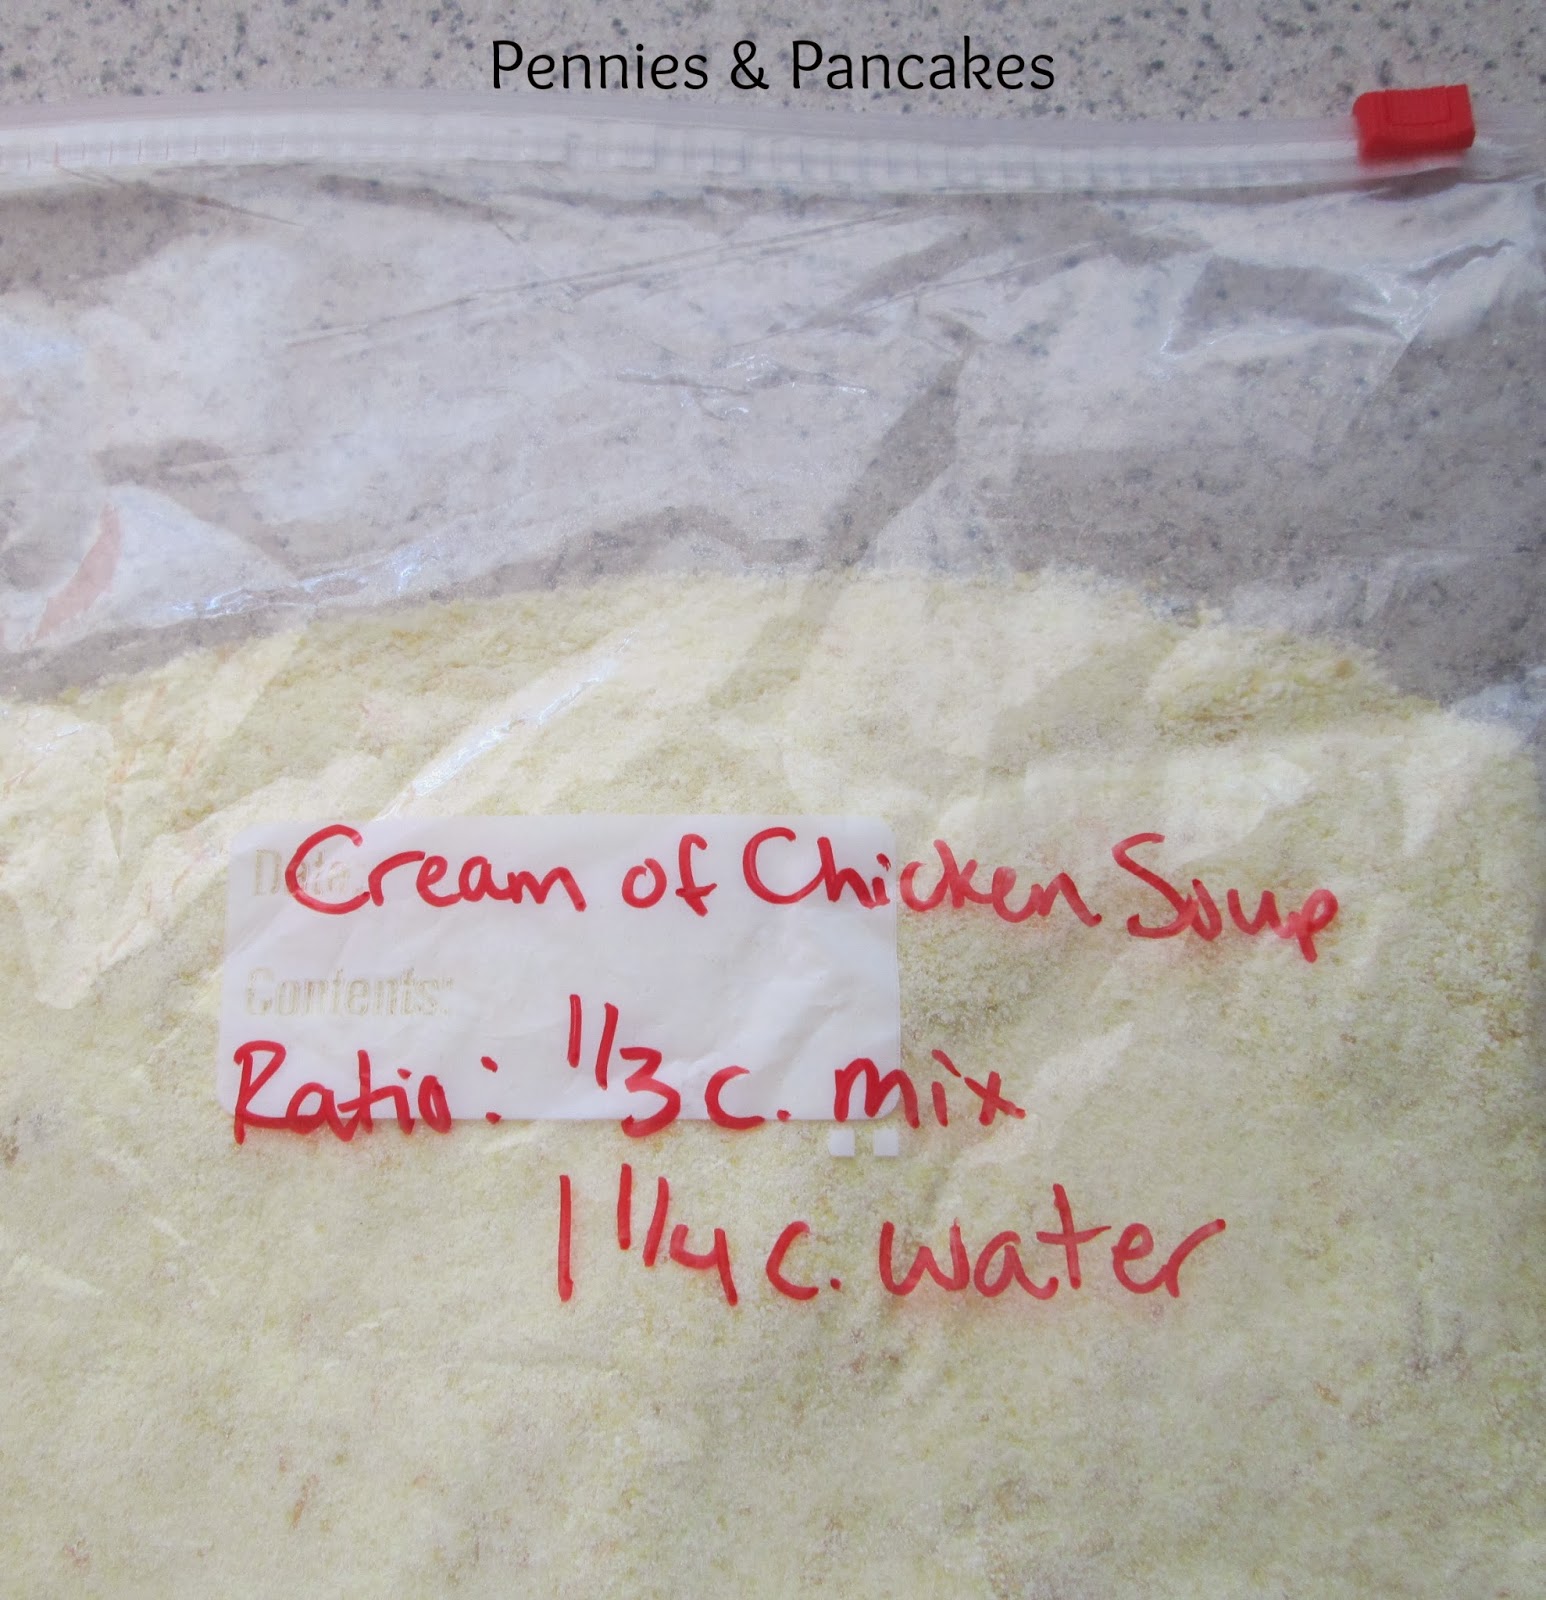 Pennies & Pancakes
Date:
Cream of Chicken Soup
Contents:
Ratio: 1/3 c. mix
1 1/4 c. water